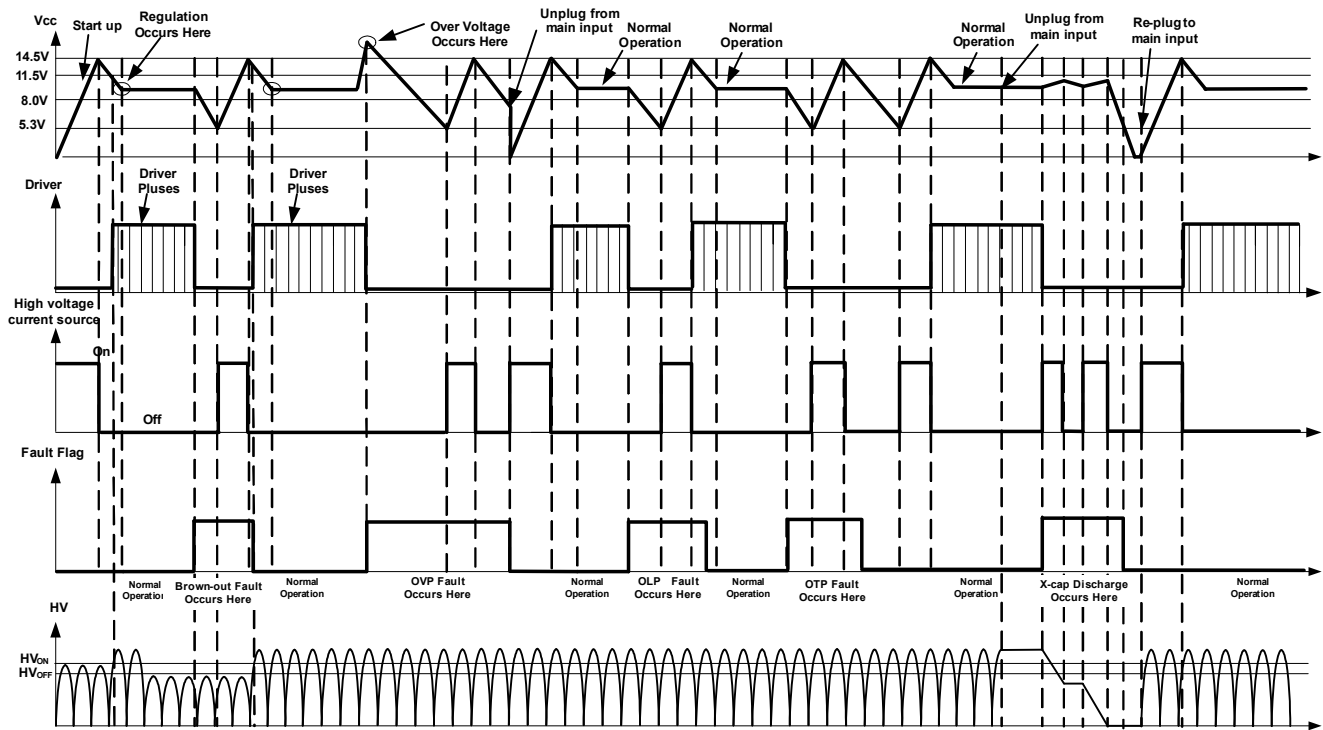 Vcc
Start up
Regulation
Occurs Here
Over Voltage
Occurs Here
Unplug from
main input
Normal
Operation
Normal
Operation
Normal
Operation
Unplug from
main input
Re-plug to
main input
14.5V
11.5V
8.0V
5.3V
Driver
Driver
Pluses
Driver
Pluses
High voltage
current source
On
Off
Fault Flag
Normal
Operation
Brown-out Fault
Occurs Here
Normal
Operation
OVP Fault
Occurs Here
Normal
Operation
OLP Fault
Occurs Here
Normal
Operation
OTP Fault
Occurs Here
Normal
Operation
X-cap Discharge
Occurs Here
Normal
Operation
HV
HVON
HVOFF